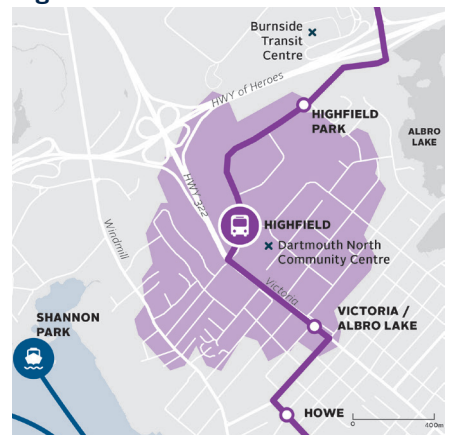 Burnside
Transit
Centre
HWY of Heroes
HIGHFIELD
PARK
ALBRO
LAKE
HWY 322
Windmill
HIGHFIELD
Dartmouth North
Community Centre
Victoria
SHANNON
PARK
VICTORIA /
ALBRO LAKE
HOWE
0
400m